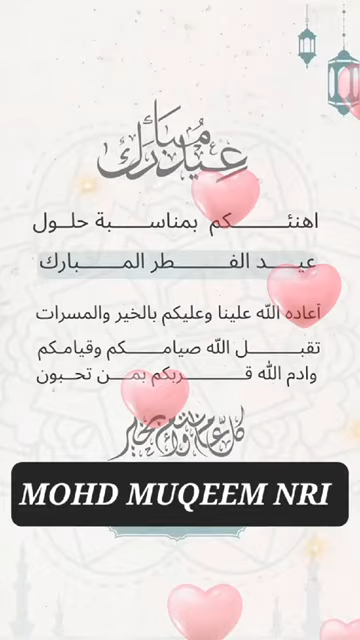 عيد مبارك
اهنئكم بمناسبة حلول
عيد الفطر المبارك
أعاده الله علينا وعليكم بالخير والمسرات
تقبل الله صيامكم وقيامكم
وادم الله قربكم بمن تحبون
كل عام وأنتم بخير
MOHD MUQEEM NRI